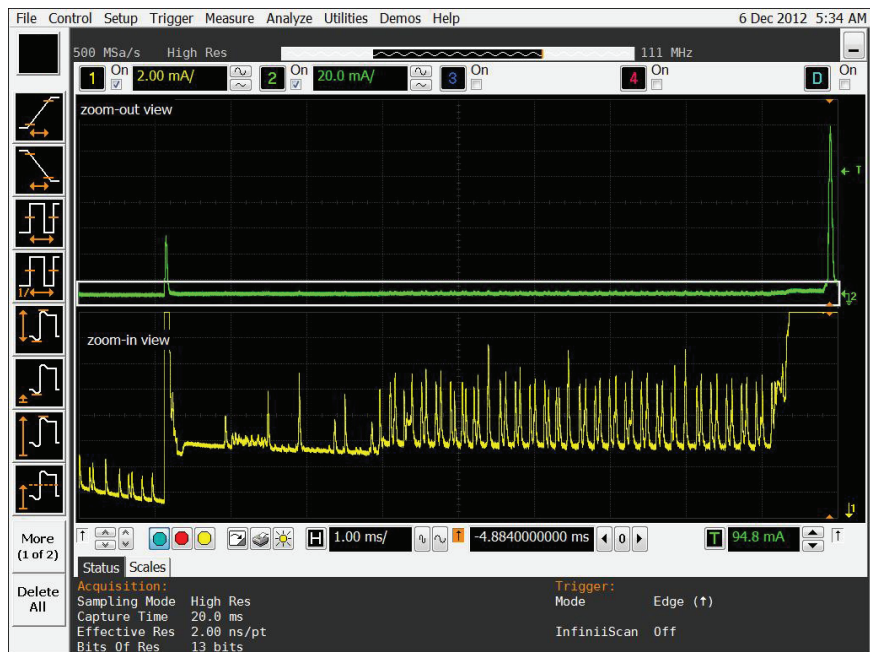 File Control Setup Trigger Measure Analyze Utilities Demos Help 6 Dec 2012 5:34 AM
500 MSa/s High Res 111 MHz
1 On 2.00 mA/ 2 On 20.0 mA/ 3 On 4 On D On
zoom-out view
T
2
zoom-in view
1/
1
More
(1 of 2)
Delete
All
H 1.00 ms/ -4.8840000000 ms 0 T 94.8 mA
Status Scales
Acquisition: Trigger:
Sampling Mode High Res Mode Edge (↑)
Capture Time 20.0 ms
Effective Res 2.00 ns/pt InfiniiScan Off
Bits Of Res 13 bits